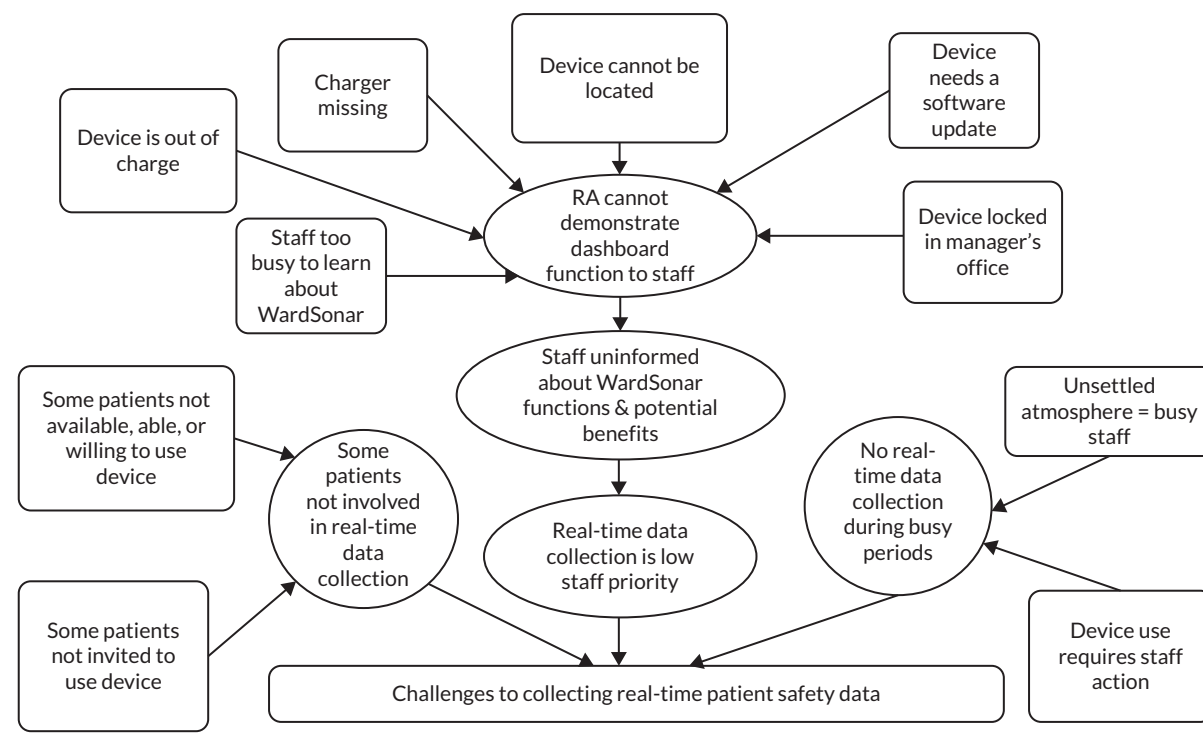 Device cannot be
located
Device
needs a
software
update
Charger
missing
Device is out of
charge
RA cannot
demonstrate
dashboard
function to staff
Device locked
in manager’s
office
Staff too
busy to learn
about
WardSonar
Staff uninformed
about WardSonar
functions & potential
benefits
Some patients not
available, able, or
willing to use
device
Unsettled
atmosphere = busy
staff
Some
patients
not involved
in real-time
data
collection
No real-
time data
collection
during busy
periods
Real-time data
collection is low
staff priority
Some patients
not invited to
use device
Device use
requires staff
action
Challenges to collecting real-time patient safety data